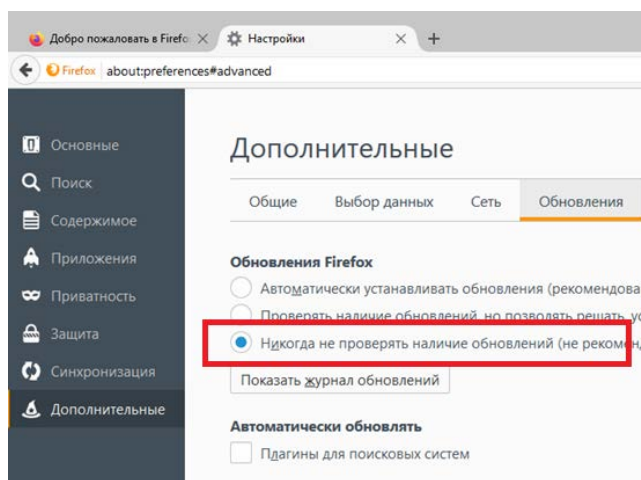 Добро пожаловать в Firefo
Настройки
Firefox about:preferences#advanced
Основные
Поиск
Содержимое
Приложения
Приватность
Защита
Синхронизация
Дополнительные
Дополнительные
Общие Выбор данных Сеть Обновления
Обновления Firefox
Автоматически устанавливать обновления (рекомендова
Проверять наличие обновлений, но позволять решать, ус
Никогда не проверять наличие обновлений (не рекоменд
Показать журнал обновлений
Автоматически обновлять
Плагины для поисковых систем